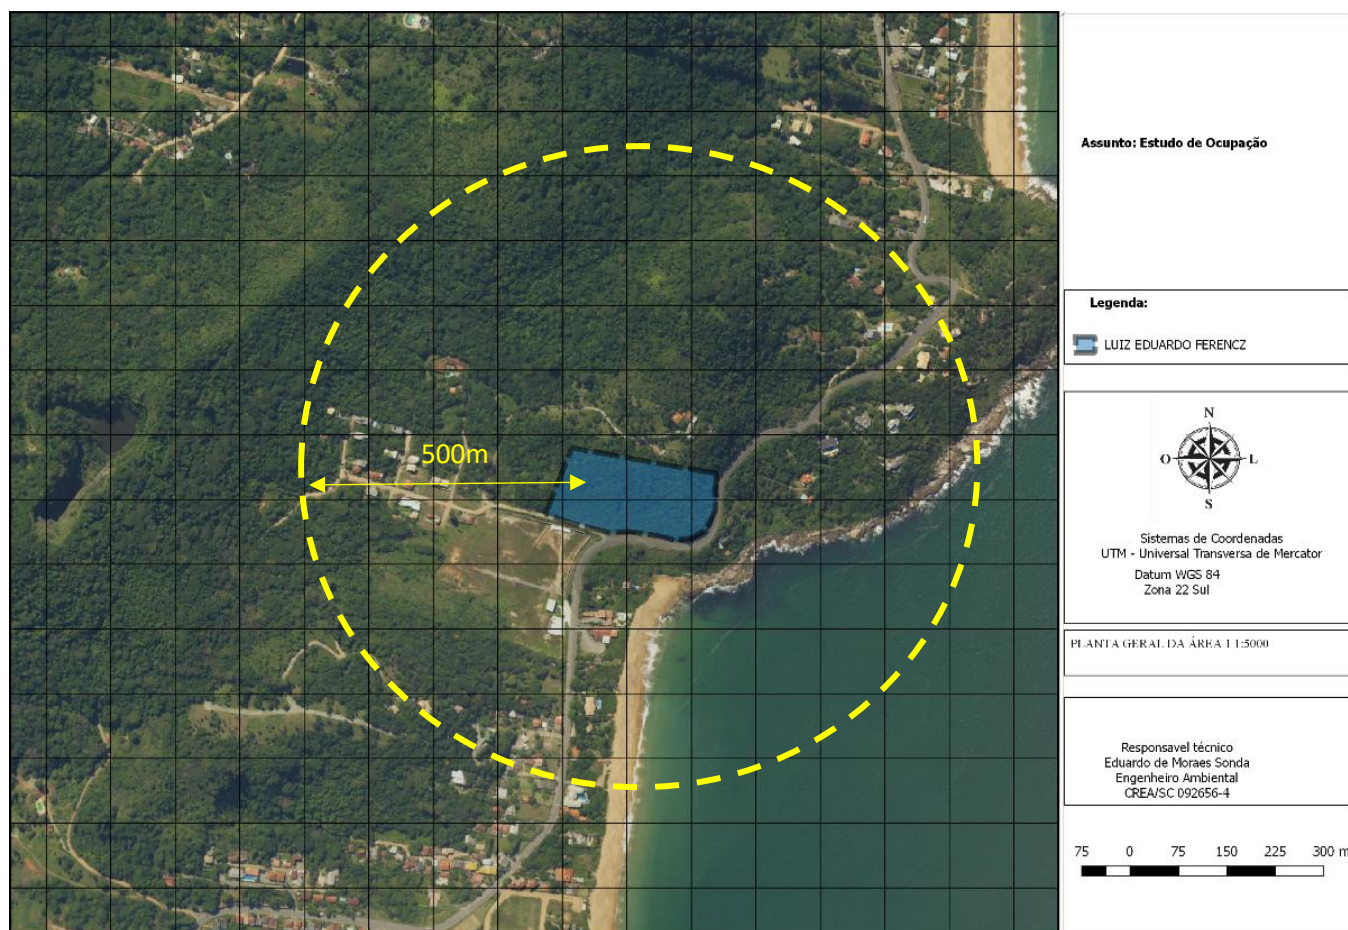 500m
Assunto: Estudo de Ocupação
Legenda:
LUIZ EDUARDO FERENCZ
N
O L
S
Sistemas de Coordenadas
UTM - Universal Transversa de Mercator
Datum WGS 84
Zona 22 Sul
PLANTA GERAL DA ÁREA 1 1:5000
Responsavel técnico
Eduardo de Moraes Sonda
Engenheiro Ambiental
CREA/SC 092656-4
75 0 75 150 225 300 m